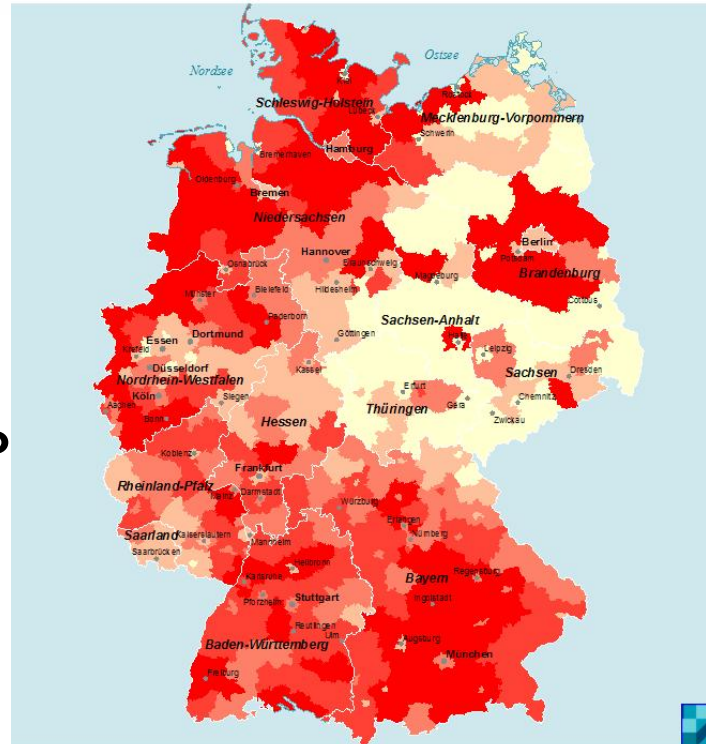 Ostsee
Nordsee
Kiel
Schleswig-Holstein
Rostock
Lübeck
Mecklenburg-Vorpommern
Schwerin
Hamburg
Bremerhaven
Oldenburg
Bremen
Niedersachsen
Berlin
Potsdam
Hannover
Braunschweig
Osnabrück
Brandenburg
Magdeburg
Hildesheim
Bielefeld
Münster
Cottbus
Paderborn
Sachsen-Anhalt
Göttingen
Halle
Essen
Dortmund
Krefeld
Leipzig
Kassel
Düsseldorf
Dresden
Sachsen
Nordrhein-Westfalen
Erfurt
Köln
Siegen
Gera
Chemnitz
Aachen
Thüringen
Zwickau
Bonn
Hessen
Koblenz
Frankfurt
Rheinland-Pfalz
Mainz
Darmstadt
Würzburg
Erlangen
Saarland
Kaiserslautern
Mannheim
Nürnberg
Saarbrücken
Heilbronn
Regensburg
Karlsruhe
Bayern
Pforzheim
Stuttgart
Ingolstadt
Reutlingen
Ulm
Augsburg
Baden-Württemberg
München
Freiburg